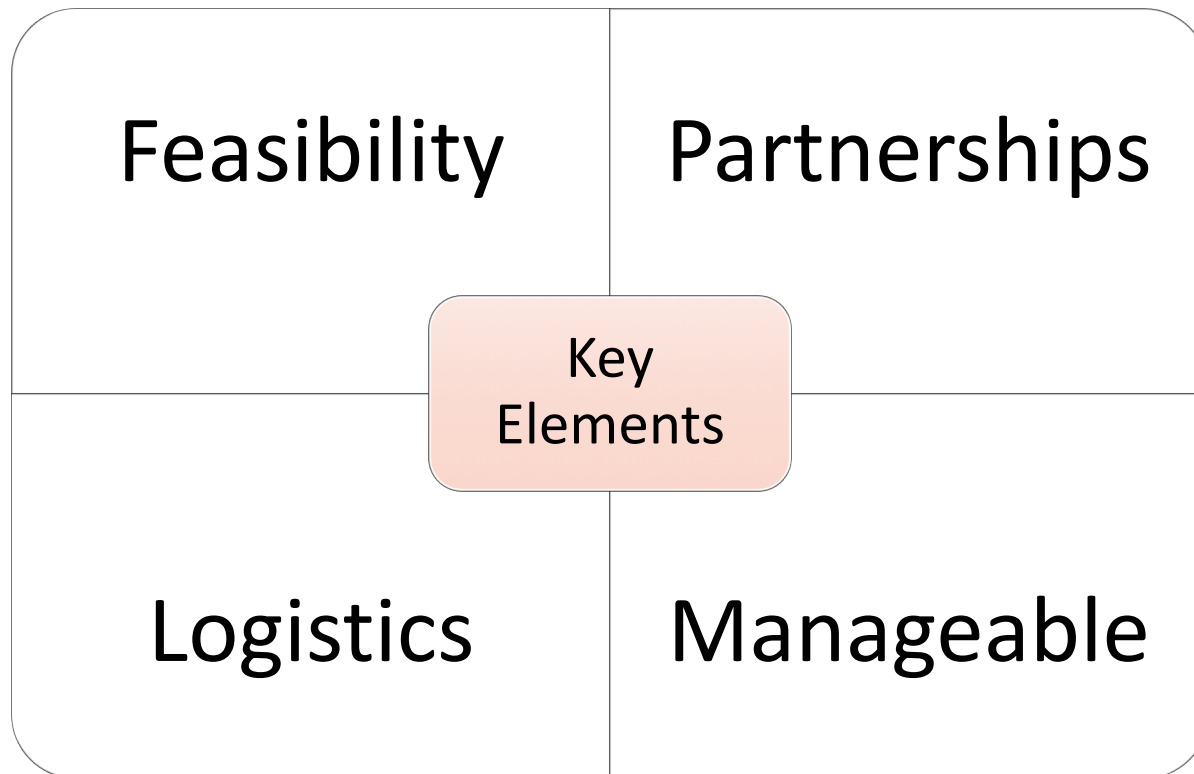 Feasibility
Partnerships
Key
Elements
Logistics
Manageable